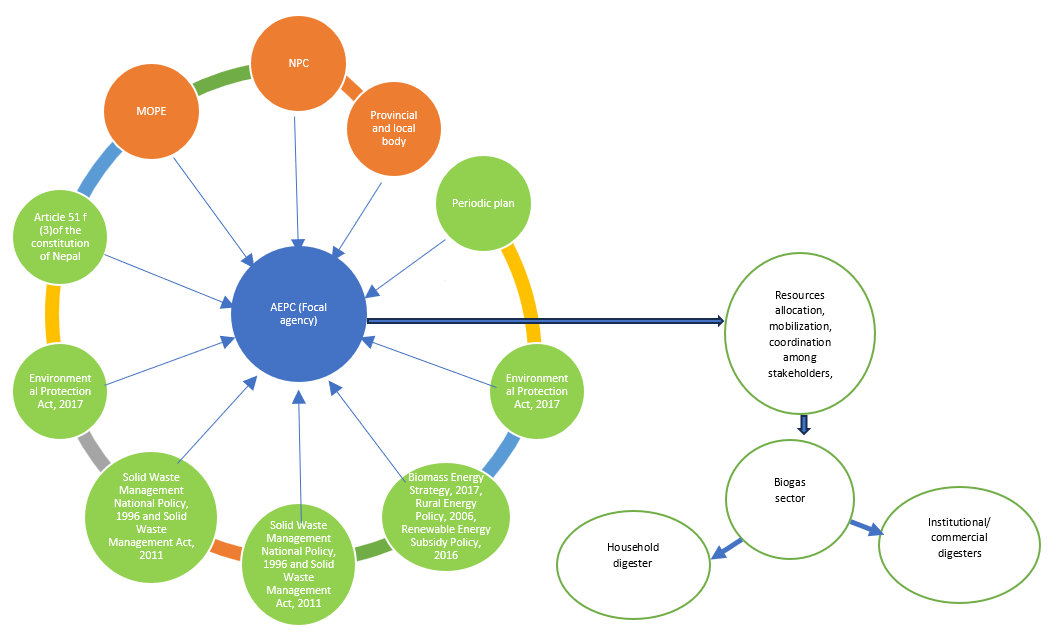 NPC
MOPE
Provincial
and local
body
Periodic plan
Article 51 f
(3)of the
constitution
of Nepal
AEPC (Focal
agency)
Resources
allocation,
mobilization,
coordination
among
stakeholders,
Environment
al Protection
Act, 2017
Environment
al Protection
Act, 2017
Solid Waste
Management
National Policy,
1996 and Solid
Waste
Management Act,
2011
Solid Waste
Management
National Policy,
1996 and Solid
Waste
Management
Act, 2011
Biomass Energy
Strategy, 2017,
Rural Energy
Policy, 2006,
Renewable Energy
Subsidy Policy,
2016
Biogas
sector
Household
digester
Institutional/
commercial
digesters